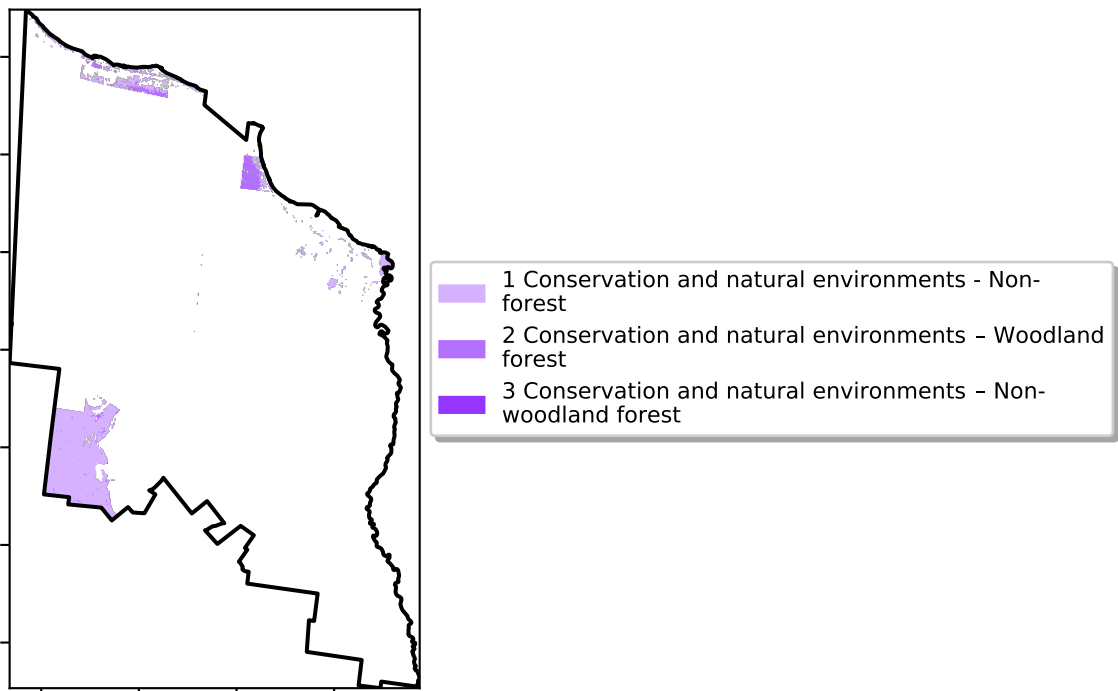 1 Conservation and natural environments - Non-
forest
2 Conservation and natural environments – Woodland
forest
3 Conservation and natural environments – Non-
woodland forest